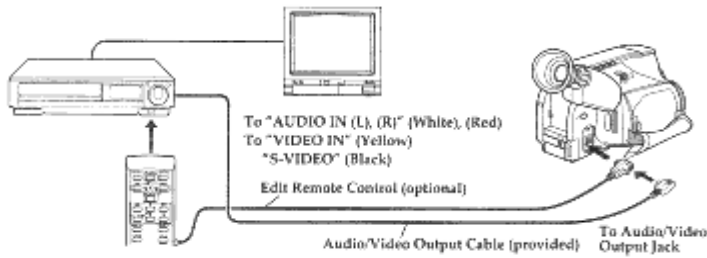 To "AUDIO IN (L), (R)" (White), (Red)
To "VIDEO IN" (Yellow)
"S-VIDEO" (Black)
Edit Remote Control (optional)
Audio/Video Output Cable (provided)
To Audio/Video
Output Jack